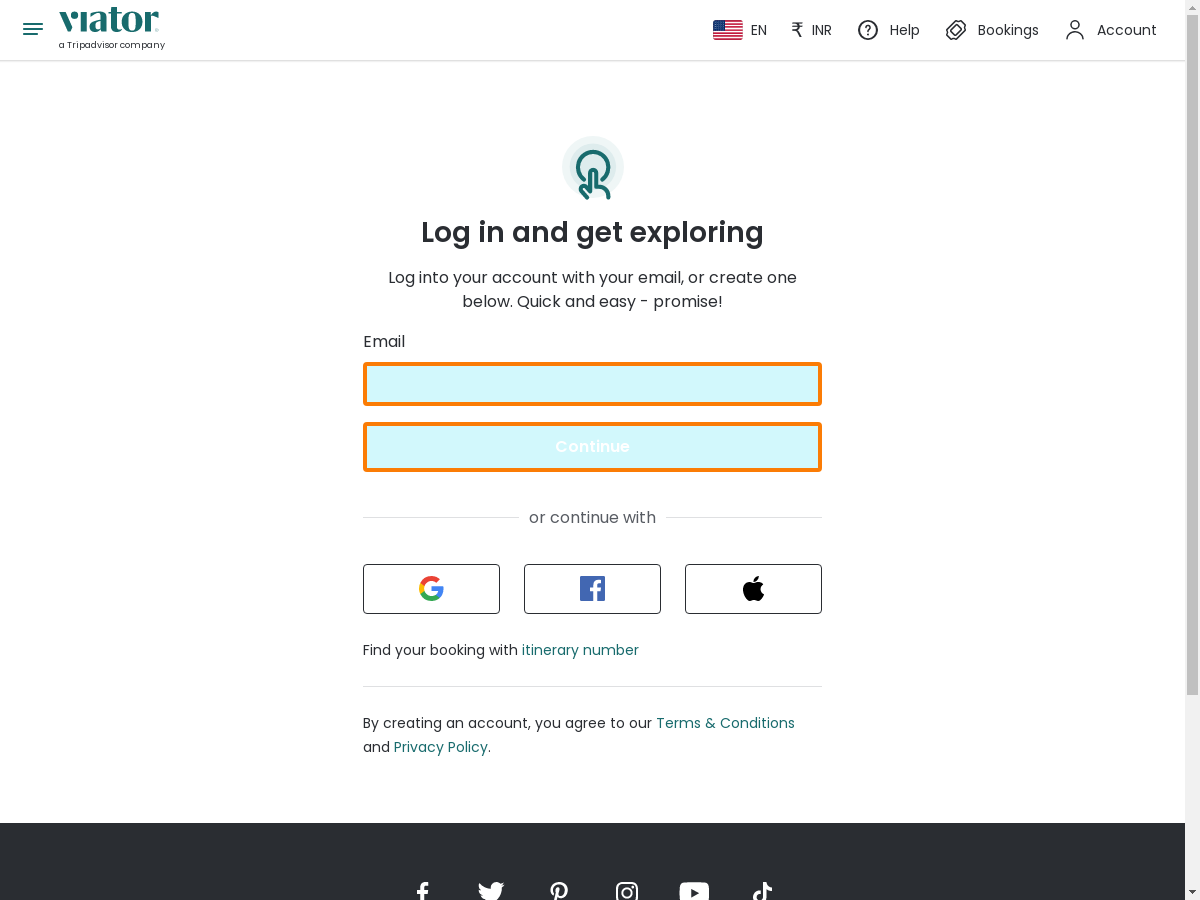 viator
a Tripadvisor company
EN
₹ INR
Help
Bookings
Account
Log in and get exploring
Log into your account with your email, or create one
below. Quick and easy - promise!
Email
Continue
or continue with
Find your booking with itinerary number
By creating an account, you agree to our Terms & Conditions
and Privacy Policy.